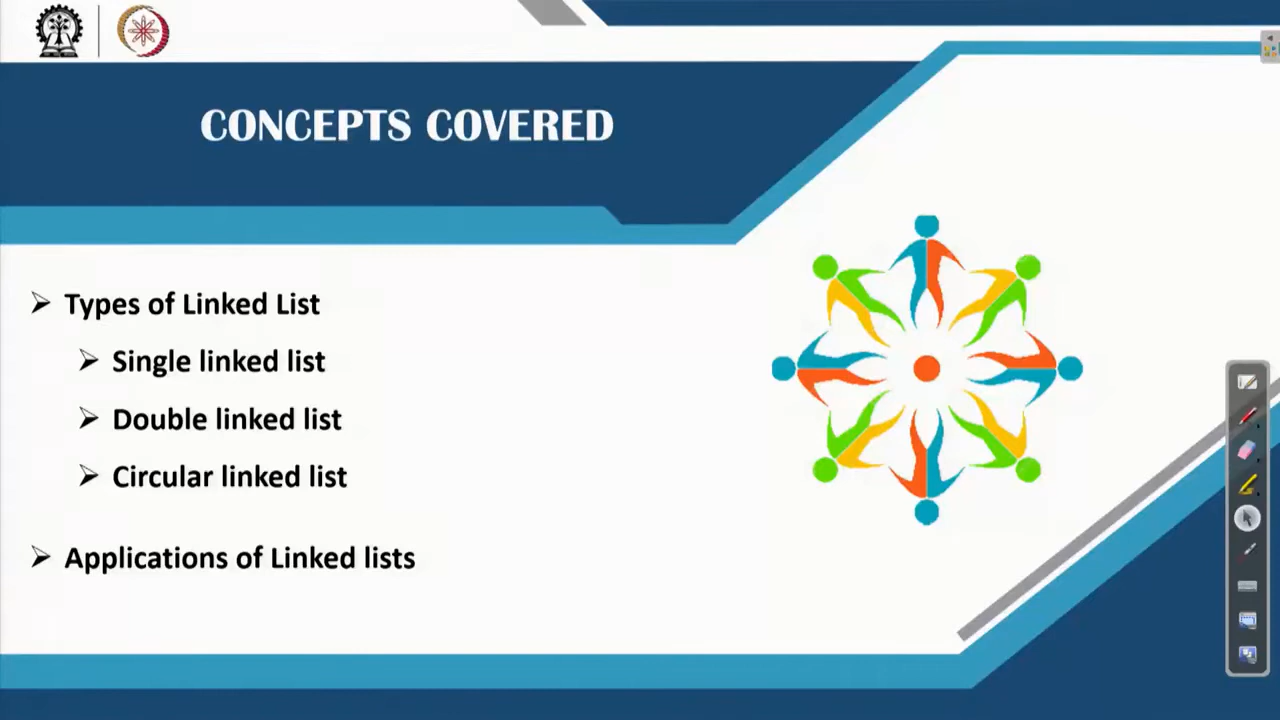 CONCEPTS COVERED
Types of Linked List
Single linked list
Double linked list
Circular linked list
Applications of Linked lists